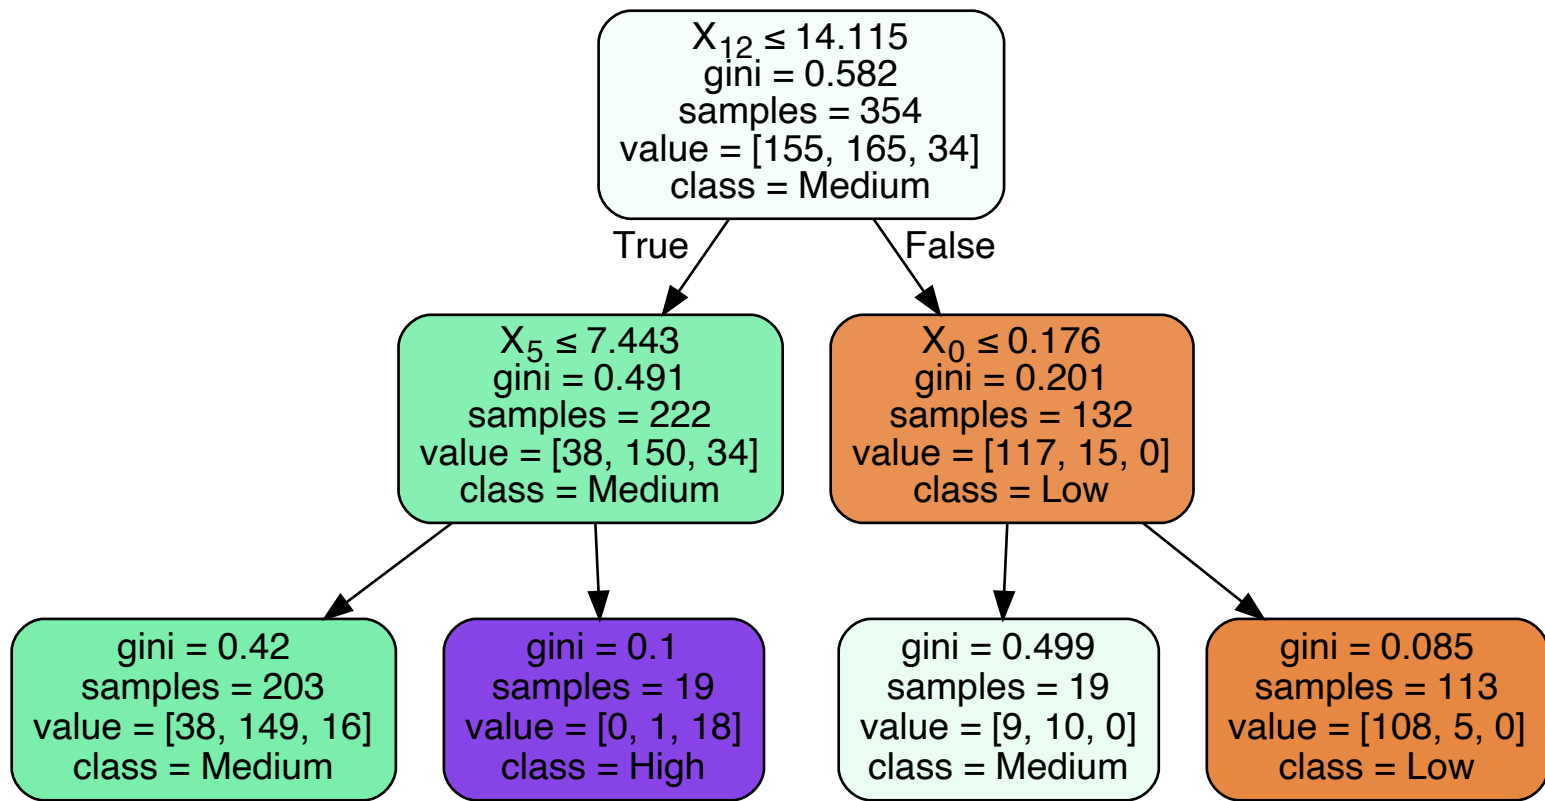 X₁₂ ≤ 14.115
gini = 0.582
samples = 354
value = [155, 165, 34]
class = Medium
True
False
X₅ ≤ 7.443
gini = 0.491
samples = 222
value = [38, 150, 34]
class = Medium
X₀ ≤ 0.176
gini = 0.201
samples = 132
value = [117, 15, 0]
class = Low
gini = 0.42
samples = 203
value = [38, 149, 16]
class = Medium
gini = 0.1
samples = 19
value = [0, 1, 18]
class = High
gini = 0.499
samples = 19
value = [9, 10, 0]
class = Medium
gini = 0.085
samples = 113
value = [108, 5, 0]
class = Low